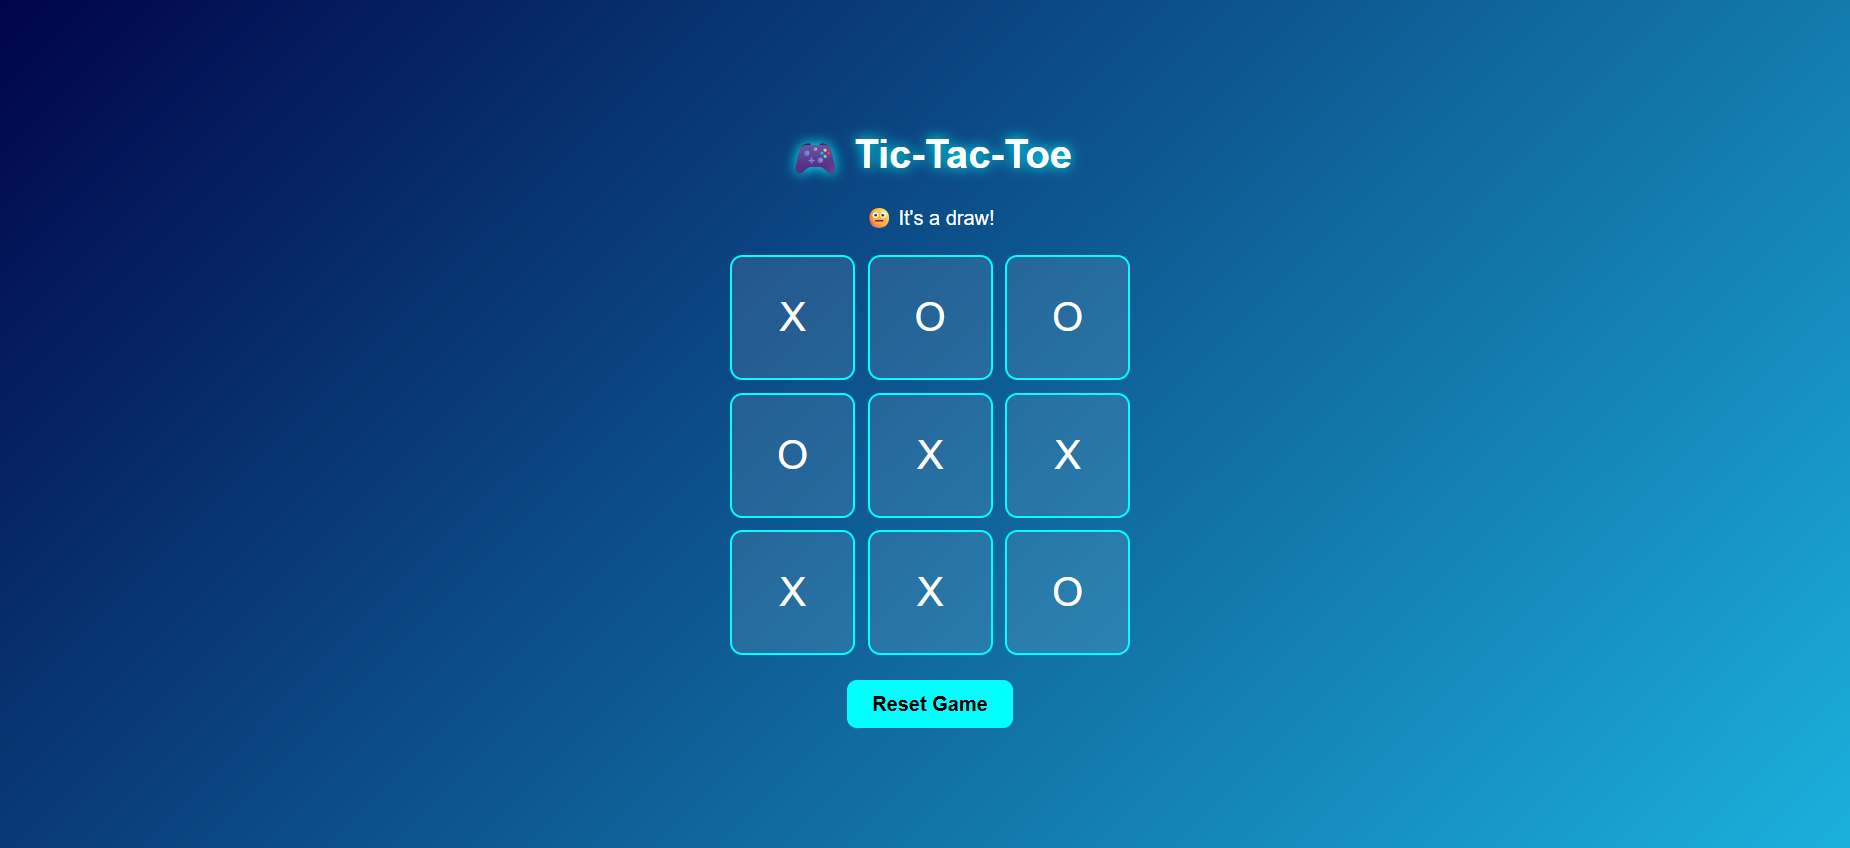 🎮 Tic-Tac-Toe
😐 It's a draw!
X O O
O X X
X X O
Reset Game